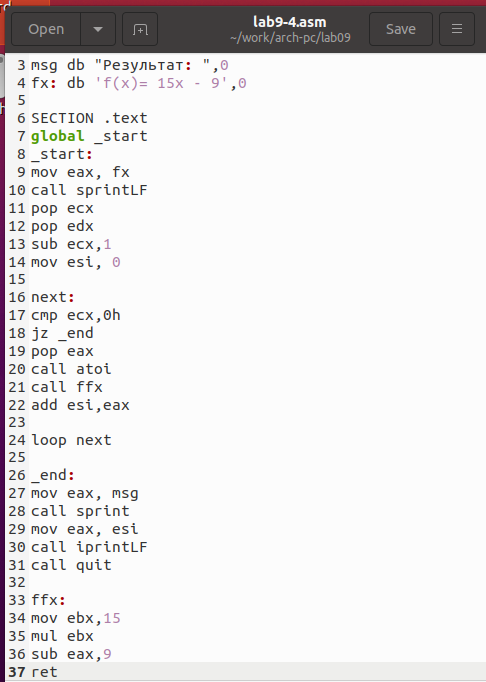 lab9-4.asm
Open
Save
~/work/arch-pc/lab09
3 msg db "Результат: ",0
4 fx: db 'f(x)= 15x - 9',0
5
6 SECTION .text
7 global _start
8 _start:
9 mov eax, fx
10 call sprintLF
11 pop ecx
12 pop edx
13 sub ecx,1
14 mov esi, 0
15
16 next:
17 cmp ecx,0h
18 jz _end
19 pop eax
20 call atoi
21 call ffx
22 add esi,eax
23
24 loop next
25
26 _end:
27 mov eax, msg
28 call sprint
29 mov eax, esi
30 call iprintLF
31 call quit
32
33 ffx:
34 mov ebx,15
35 mul ebx
36 sub eax,9
37 ret